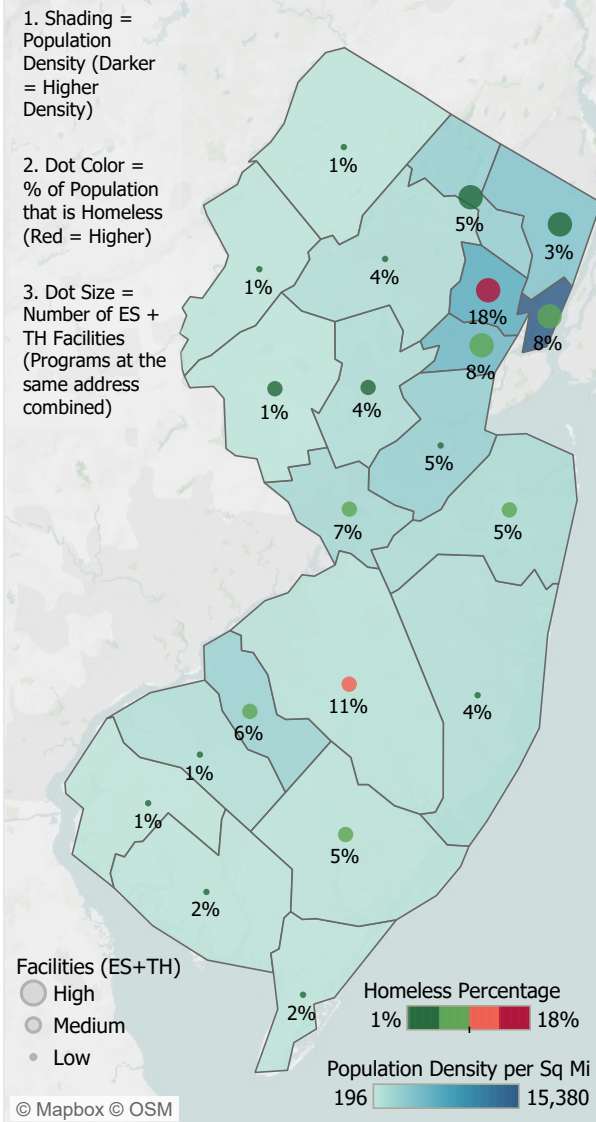 1. Shading =
Population
Density (Darker
= Higher
Density)
2. Dot Color =
% of Population
that is Homeless
(Red = Higher)
3. Dot Size =
Number of ES +
TH Facilities
(Programs at the
same address
combined)
1%
5%
3%
1%
4%
18%
8%
8%
1%
4%
5%
7%
5%
11%
4%
6%
1%
1%
5%
2%
2%
Facilities (ES+TH)
High
Medium
Low
Homeless Percentage
1% 18%
Population Density per Sq Mi
196 15,380
© Mapbox © OSM